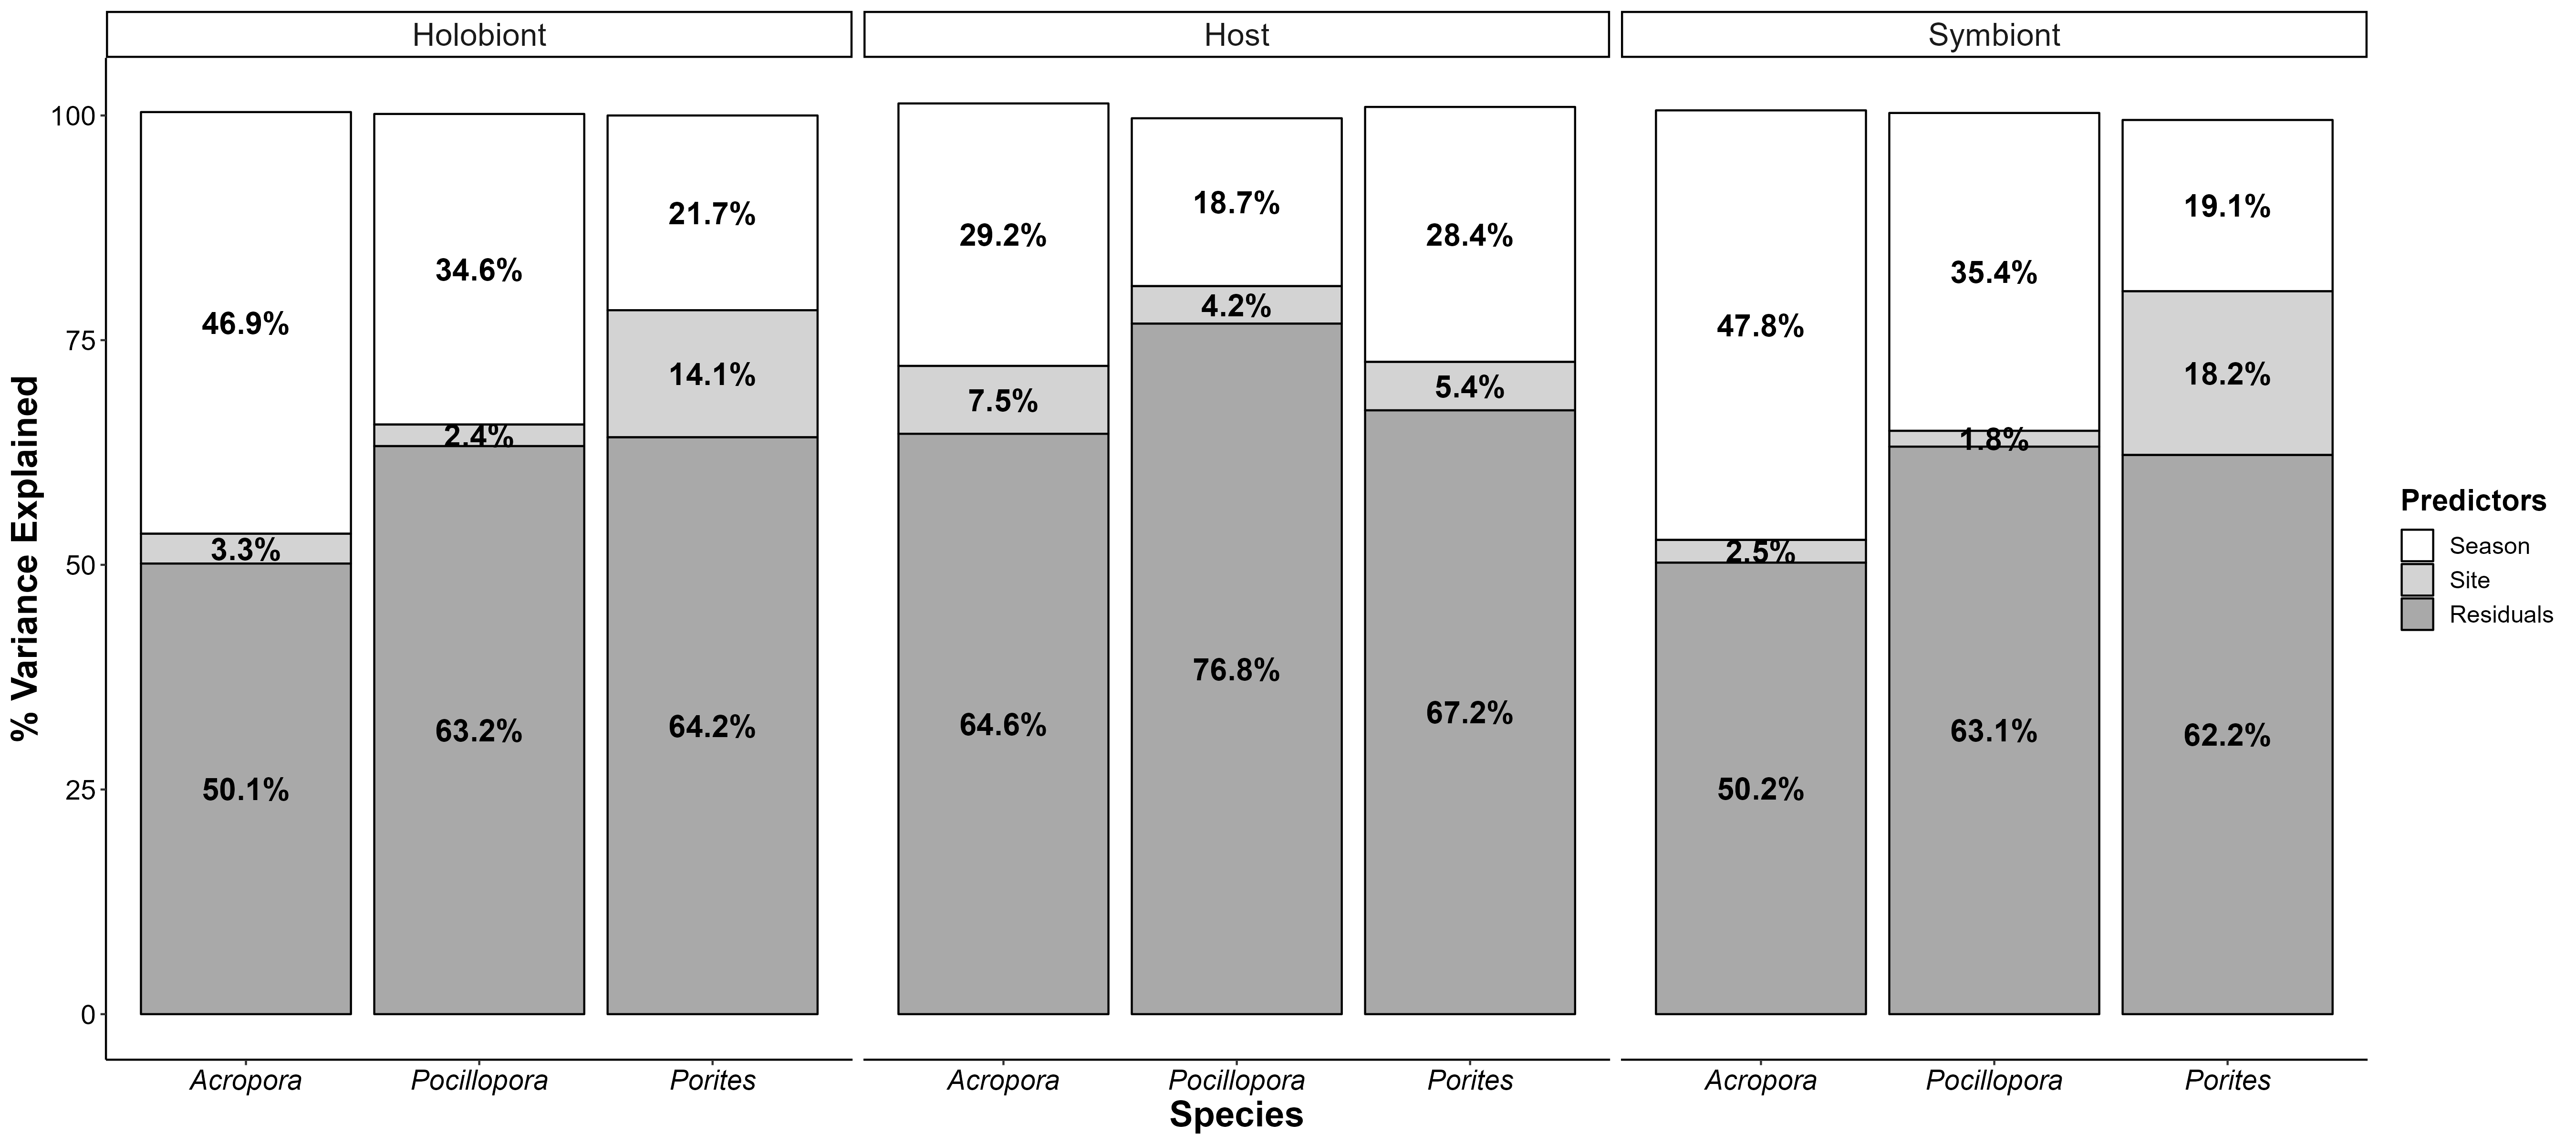 Holobiont Host Symbiont
100
75
50
25
0
% Variance Explained
46.9% 3.3% 50.1%
34.6% 2.4% 63.2%
21.7% 14.1% 64.2%
29.2% 7.5% 64.6%
18.7% 4.2% 76.8%
28.4% 5.4% 67.2%
47.8% 2.5% 50.2%
35.4% 1.8% 63.1%
19.1% 18.2% 62.2%
Acropora Pocillopora Porites Acropora Pocillopora Porites Acropora Pocillopora Porites
Species
Predictors
Season
Site
Residuals